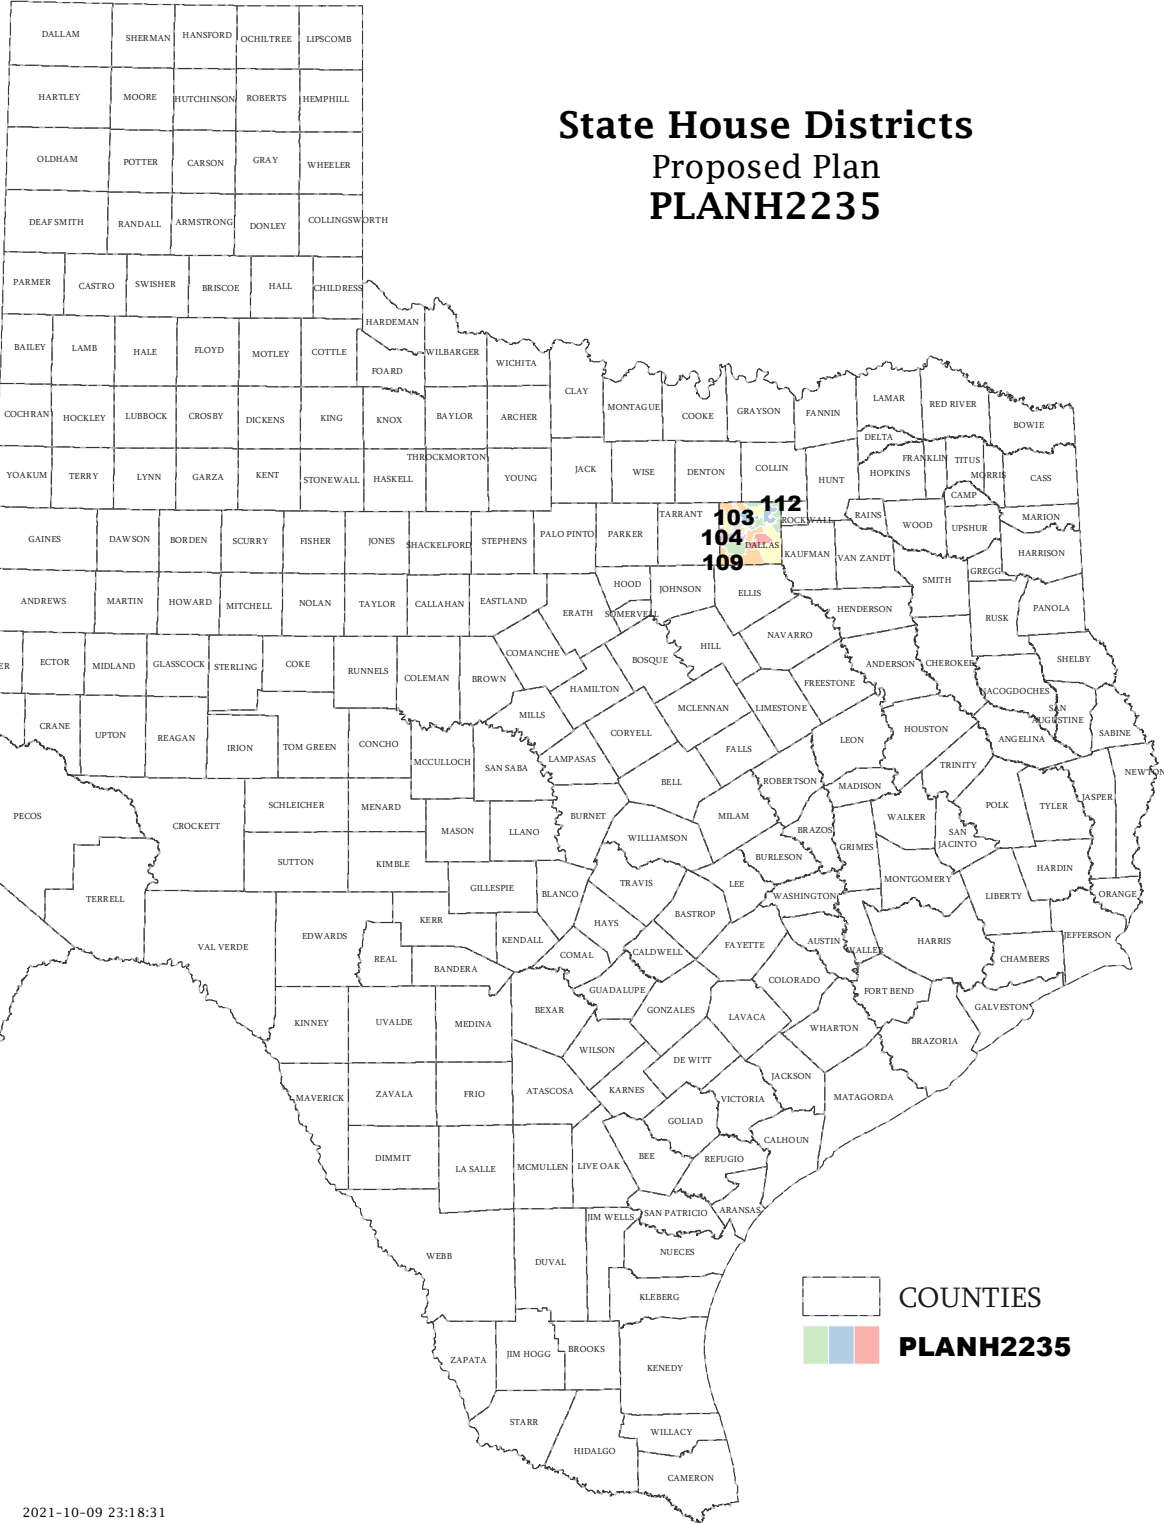 State House Districts
Proposed Plan
PLANH2235
DALLAM SHERMAN HANSFORD OCHILTREE LIPSCOMB
HARTLEY MOORE HUTCHINSON ROBERTS HEMPHILL
OLDHAM POTTER CARSON GRAY WHEELER
DEAF SMITH RANDALL ARMSTRONG DONLEY COLLINGSWORTH
PARMER CASTRO SWISHER BRISCOE HALL CHILDRESS
HARDEMAN
BAILEY LAMB HALE FLOYD MOTLEY COTTLE WILBARGER WICHITA
FOARD CLAY
COCHRAN HOCKLEY LUBBOCK CROSBY DICKENS KING KNOX BAYLOR ARCHER MONTAGUE COOKE GRAYSON FANNIN LAMAR RED RIVER BOWIE
DELTA
YOAKUM TERRY LYNN GARZA KENT STONEWALL HASKELL THROCKMORTON YOUNG JACK WISE DENTON COLLIN HUNT HOPKINS FRANKLIN TITUS MORRIS CASS
CAMP
112
103
104
109
GAINES DAWSON BORDEN SCURRY FISHER JONES SHACKELFORD STEPHENS PALO PINTO PARKER TARRANT DALLAS ROCKWALL RAINS WOOD UPSHUR MARION
KAUFMAN VAN ZANDT HARRISON
SMITH GREGG
ANDREWS MARTIN HOWARD MITCHELL NOLAN TAYLOR CALLAHAN EASTLAND ERATH HOOD SOMERVELL JOHNSON ELLIS HENDERSON RUSK PANOLA
NAVARRO
ER ECTOR MIDLAND GLASSCOCK STERLING COKE RUNNELS COLEMAN BROWN COMANCHE BOSQUE HILL ANDERSON CHEROKEE SHELBY
HAMILTON FREESTONE NACOGDOCHES
CRANE UPTON REAGAN IRION TOM GREEN CONCHO MILLS CORYELL MCLENNAN LIMESTONE LEON HOUSTON ANGELINA
SAN
AUGUSTINE
SABINE
MCCULLOCH SAN SABA LAMPASAS BELL FALLS ROBERTSON MADISON TRINITY NEWTON
PECOS CROCKETT SCHLEICHER MENARD MASON LLANO BURNET WILLIAMSON MILAM BRAZOS GRIMES WALKER
SAN
JACINTO
POLK TYLER JASPER
SUTTON KIMBLE BURLESON
TERRELL GILLESPIE BLANCO TRAVIS LEE WASHINGTON MONTGOMERY LIBERTY HARDIN ORANGE
VAL VERDE EDWARDS KERR KENDALL HAYS BASTROP FAYETTE AUSTIN WALLER HARRIS JEFFERSON
REAL BANDERA COMAL CALDWELL CHAMBERS
KINNEY UVALDE MEDINA BEXAR GUADALUPE GONZALES LAVACA COLORADO FORT BEND GALVESTON
WILSON DE WITT WHARTON BRAZORIA
MAVERICK ZAVALA FRIO ATASCOSA KARNES VICTORIA JACKSON MATAGORDA
GOLIAD CALHOUN
DIMMIT LA SALLE MCMULLEN LIVE OAK BEE REFUGIO
JIM WELLS SAN PATRICIO ARANSAS
WEBB DUVAL NUECES
KLEBERG
ZAPATA JIM HOGG BROOKS KENEDY
STARR HIDALGO WILLACY
CAMERON
COUNTIES
PLANH2235
2021-10-09 23:18:31